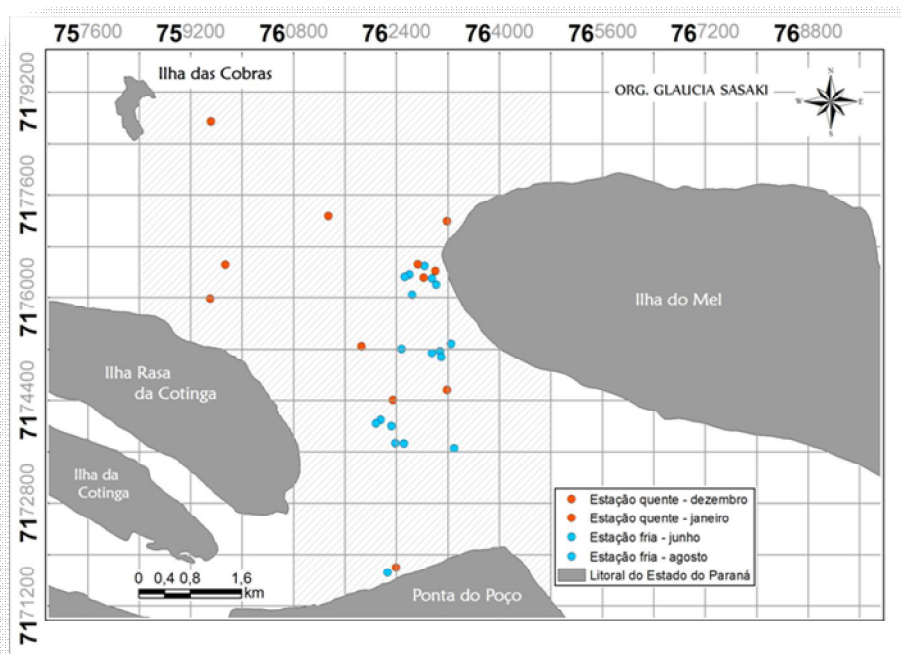 757600 759200 760800 762400 764000 765600 767200 768800
7179200
7177600
7176000
7174400
7172800
7171200
Ilha das Cobras
ORG. GLAUCIA SASAKI
N
W E
S
Ilha do Mel
Ilha Rasa
da Cotinga
Ilha da
Cotinga
Estação quente - dezembro
Estação quente - janeiro
Estação fria - junho
Estação fria - agosto
Litoral do Estado do Paraná
0 0,4 0,8 1,6
km
Ponta do Poço